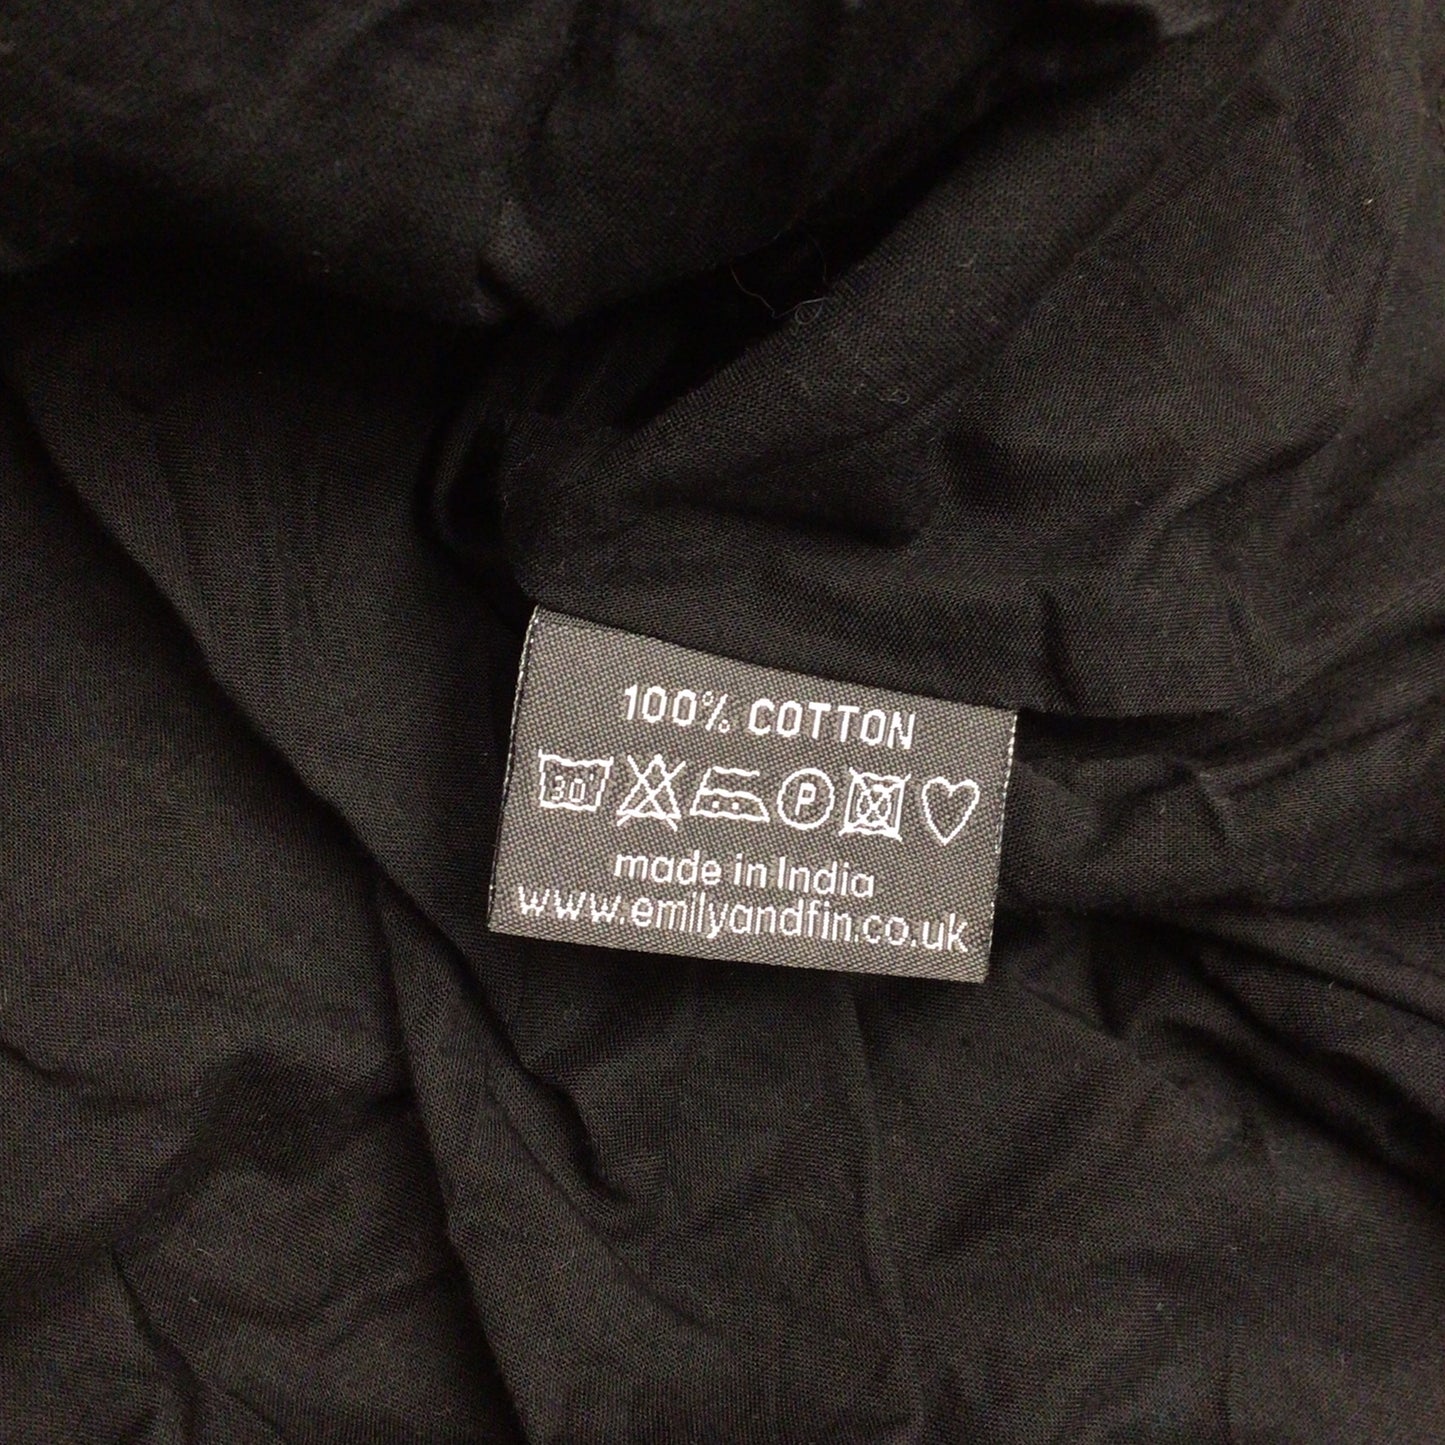 100% COTTON
30° P
made in India
www.emilyandfin.co.uk